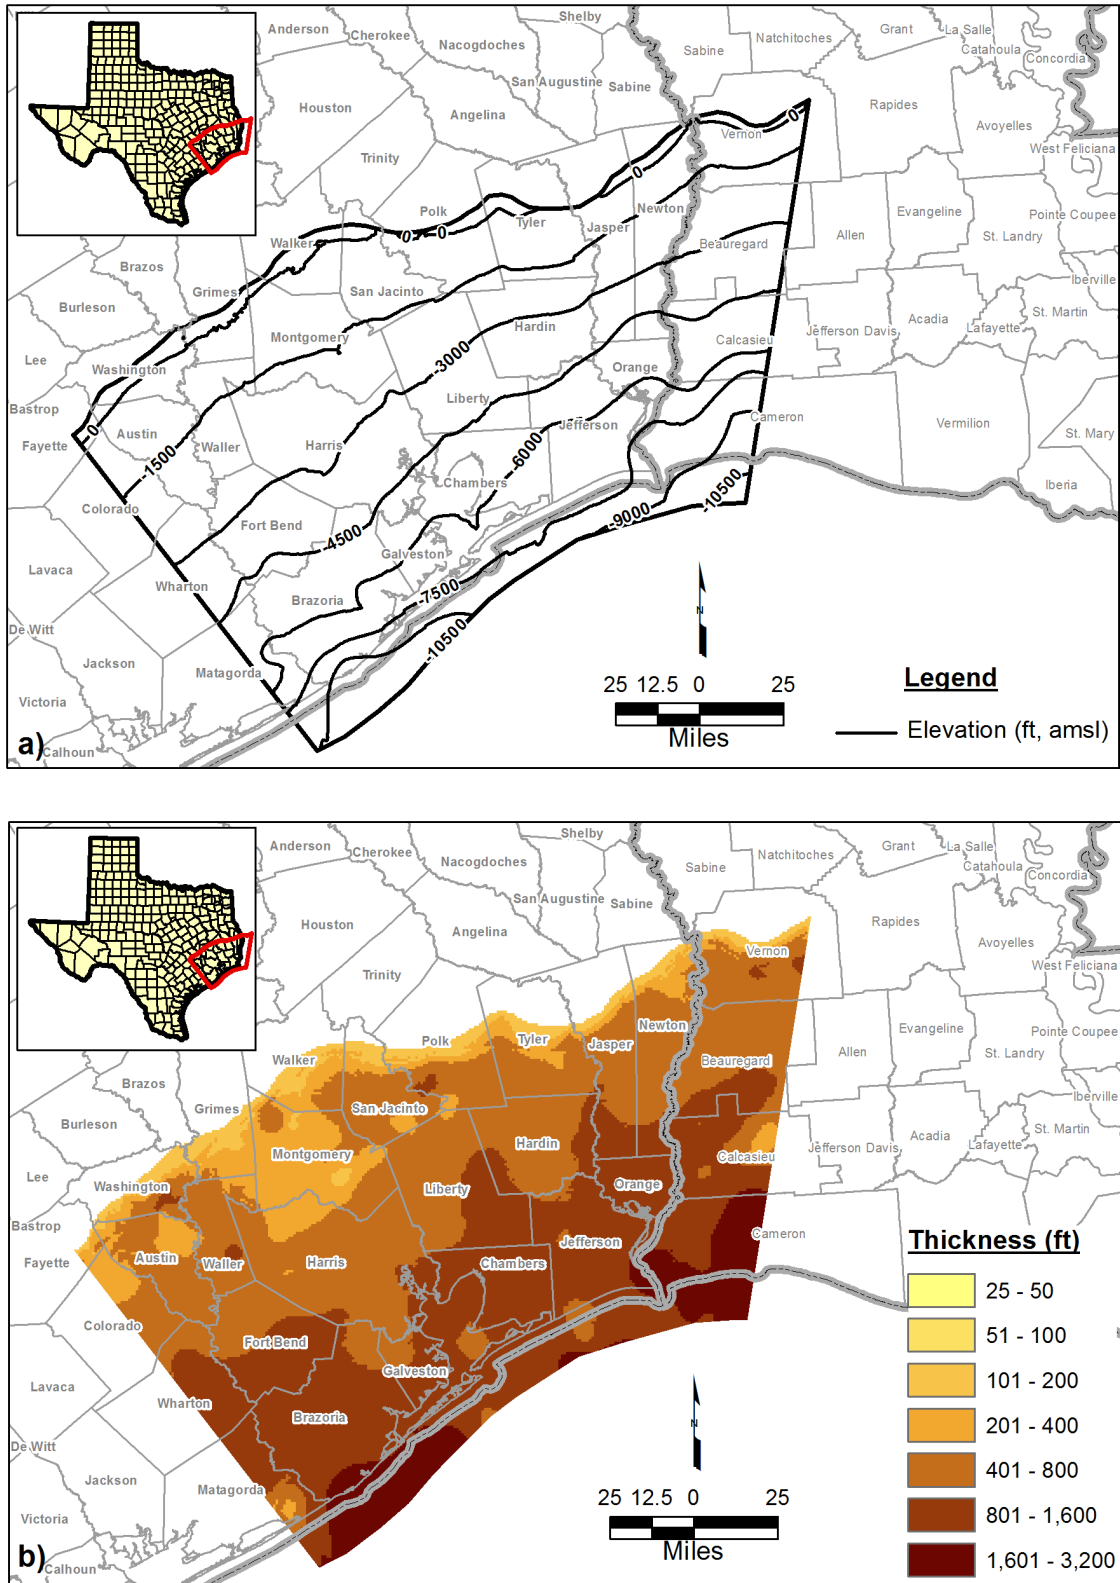 Shelby
Anderson
Cherokee
Nacogdoches
Sabine
Natchitoches
Grant
La Salle
Catahoula
Concordia
San Augustine
Sabine
Houston
Angelina
Rapides
Avoyelles
Vernon
0
West Feliciana
Trinity
0
Polk
Tyler
Newton
Jasper
Evangeline
Pointe Coupee
Walker
0
0
Beauregard
Allen
St. Landry
Brazos
Grimes
San Jacinto
Iberville
Burleson
Montgomery
Hardin
Calcasieu
Jefferson Davis
Acadia
Lafayette
St. Martin
-3000
Lee
Washington
Orange
Bastrop
Liberty
Cameron
Vermilion
St. Mary
Fayette
0
Austin
Waller
Harris
Jefferson
-1500
-6000
Chambers
-10500
Iberia
Colorado
Fort Bend
-4500
-9000
Galveston
Lavaca
Wharton
Brazoria
-7500
N
De Witt
-10500
Jackson
Matagorda
25 12.5 0 25
Miles
Legend
Elevation (ft, amsl)
Victoria
a)
Calhoun
Shelby
Anderson
Cherokee
Nacogdoches
Sabine
Natchitoches
Grant
La Salle
Catahoula
Concordia
San Augustine
Sabine
Houston
Angelina
Rapides
Avoyelles
Vernon
West Feliciana
Trinity
Polk
Tyler
Newton
Jasper
Evangeline
Pointe Coupee
Walker
Beauregard
Allen
St. Landry
Brazos
Grimes
San Jacinto
Iberville
Burleson
Montgomery
Hardin
Calcasieu
Jefferson Davis
Acadia
Lafayette
St. Martin
Lee
Washington
Liberty
Orange
Bastrop
Fayette
Austin
Waller
Harris
Chambers
Jefferson
Cameron
Thickness (ft)
25 - 50
51 - 100
101 - 200
201 - 400
401 - 800
801 - 1,600
1,601 - 3,200
Colorado
Fort Bend
Galveston
Lavaca
Wharton
Brazoria
N
De Witt
Jackson
Matagorda
25 12.5 0 25
Miles
Victoria
b)
Calhoun